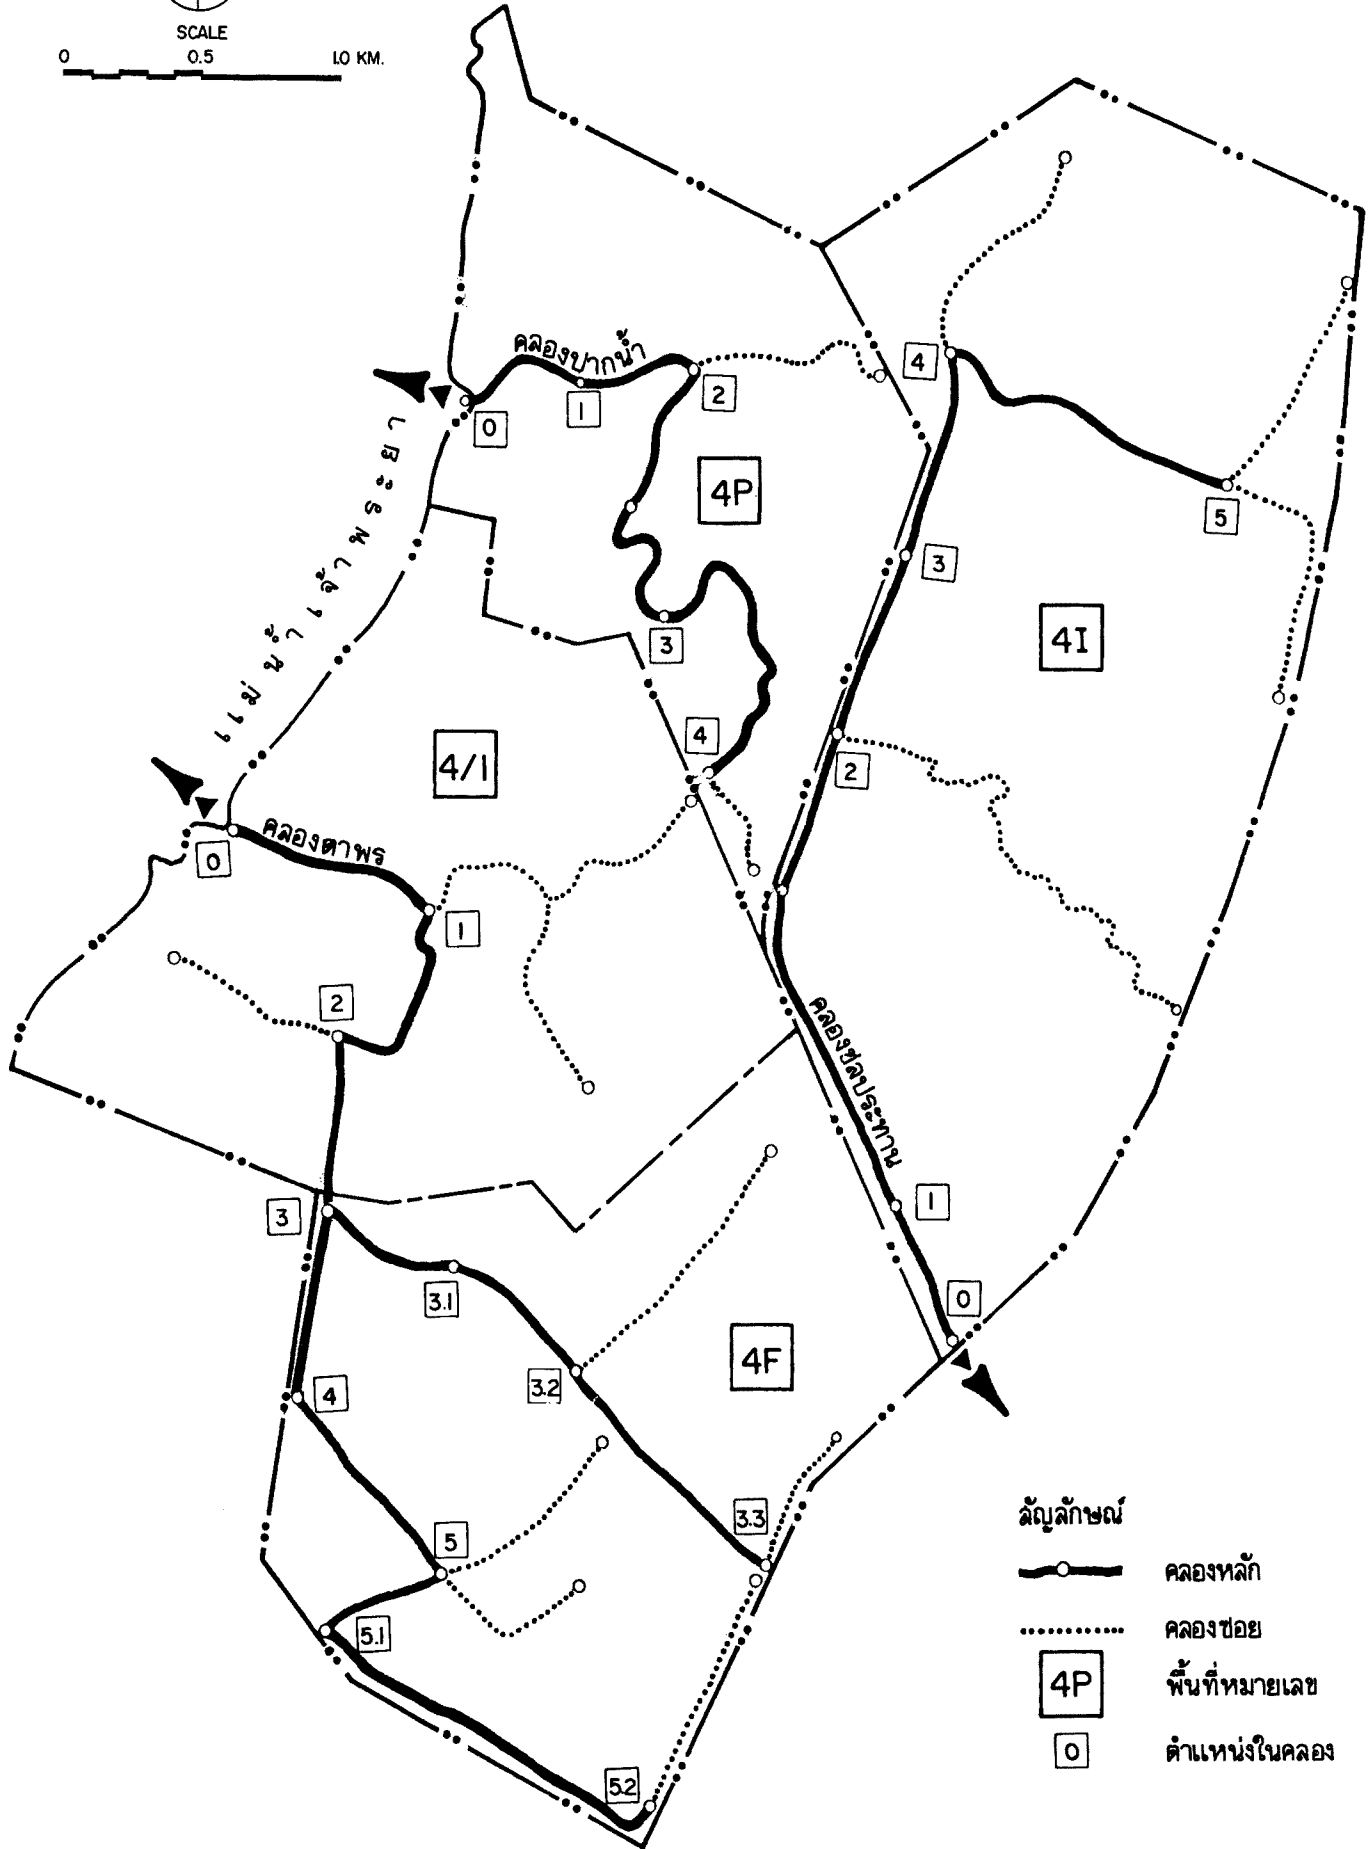 SCALE
0 0.5 1.0 KM.
คลองปากน้ำ
4
0
1
2
แม่น้ำเจ้าพระยา
4P
5
3
3
4I
4
4/1
2
คลองตาพร
0
1
2
คลองชลประทาน
1
3
3.1
0
4F
3.2
4
3.3
5
สัญลักษณ์
คลองหลัก
5.1
คลองซอย
4P พื้นที่หมายเลข
0 ตำแหน่งในคลอง
5.2